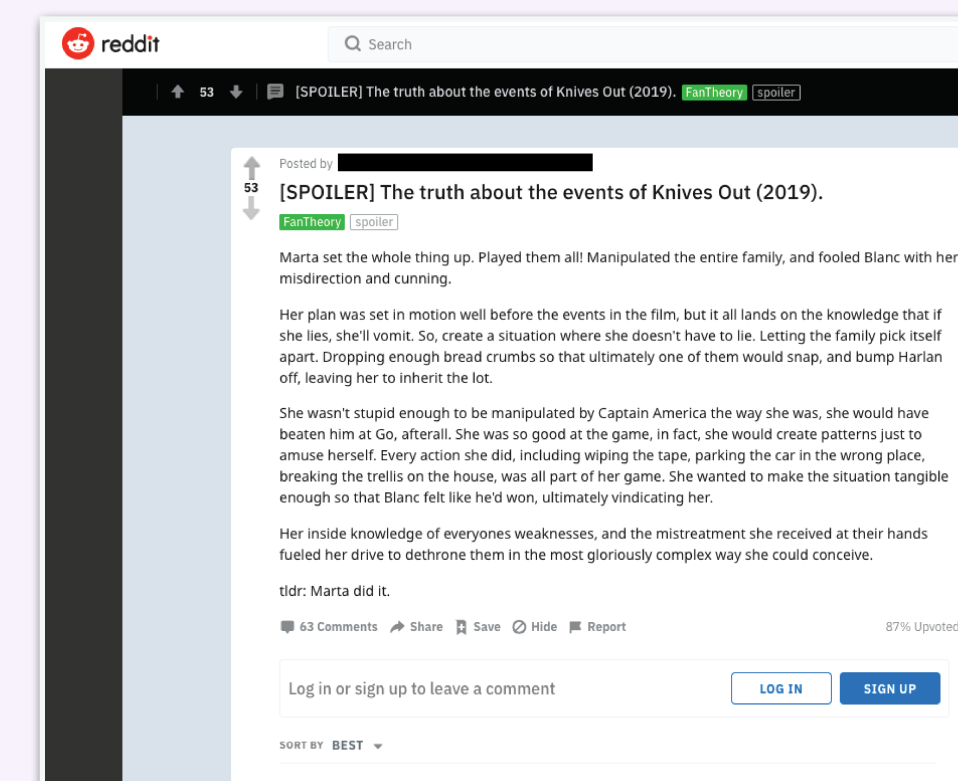 reddit
Search
53
[SPOILER] The truth about the events of Knives Out (2019). FanTheory spoiler
Posted by
53
[SPOILER] The truth about the events of Knives Out (2019).
FanTheory spoiler
Marta set the whole thing up. Played them all! Manipulated the entire family, and fooled Blanc with her
misdirection and cunning.
Her plan was set in motion well before the events in the film, but it all lands on the knowledge that if
she lies, she'll vomit. So, create a situation where she doesn't have to lie. Letting the family pick itself
apart. Dropping enough bread crumbs so that ultimately one of them would snap, and bump Harlan
off, leaving her to inherit the lot.
She wasn't stupid enough to be manipulated by Captain America the way she was, she would have
beaten him at Go, afterall. She was so good at the game, in fact, she would create patterns just to
amuse herself. Every action she did, including wiping the tape, parking the car in the wrong place,
breaking the trellis on the house, was all part of her game. She wanted to make the situation tangible
enough so that Blanc felt like he'd won, ultimately vindicating her.
Her inside knowledge of everyones weaknesses, and the mistreatment she received at their hands
fueled her drive to dethrone them in the most gloriously complex way she could conceive.
tldr: Marta did it.
63 Comments Share Save Hide Report 87% Upvoted
Log in or sign up to leave a comment LOG IN SIGN UP
SORT BY BEST